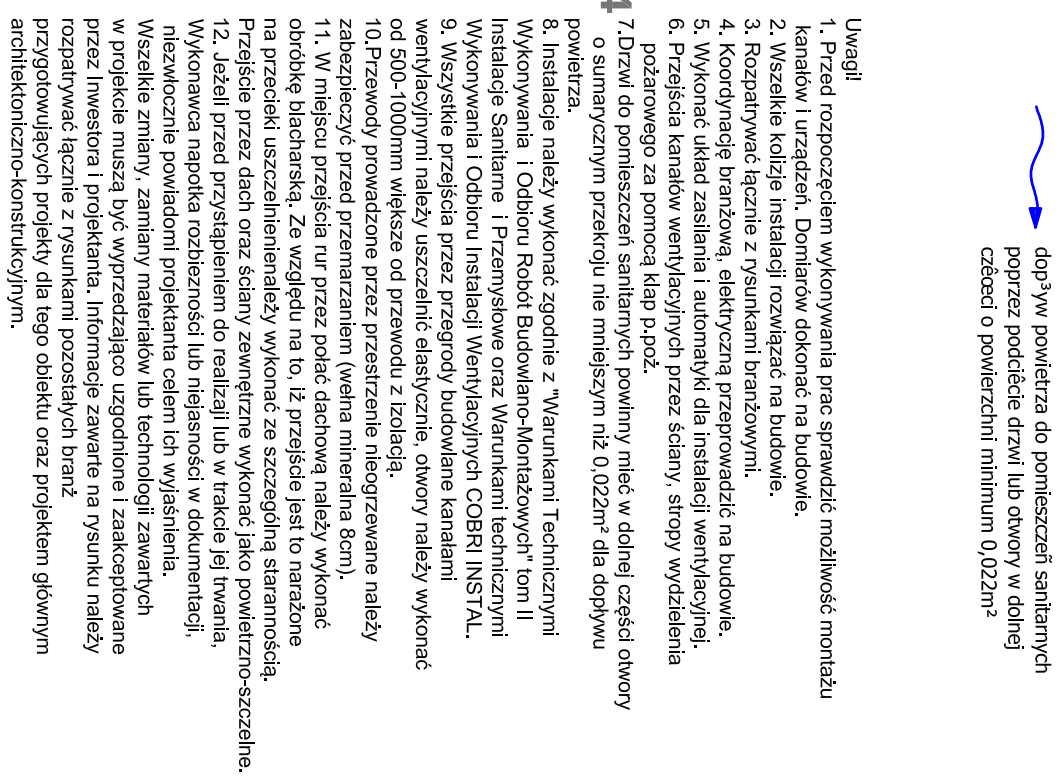 dop³yw powietrza do pomieszczeń sanitarnych
poprzez podciêcie drzwi lub otwory w dolnej
czêœci o powierzchni minimum 0,022m²
Uwagi!
1. Przed rozpoczęciem wykonywania prac sprawdzić możliwość montażu
kanałów i urządzeń. Domiarów dokonać na budowie.
2. Wszelkie kolizje instalacji rozwiązać na budowie.
3. Rozpatrywać łącznie z rysunkami branżowymi.
4. Koordynację branżową, elektryczną przeprowadzić na budowie.
5. Wykonać układ zasilania i automatyki dla instalacji wentylacyjnej.
6. Przejścia kanałów wentylacyjnych przez ściany, stropy wydzielenia
pożarowego za pomocą klap p.poż.
7.Drzwi do pomieszczeń sanitarnych powinny mieć w dolnej części otwory
o sumarycznym przekroju nie mniejszym niż 0,022m² dla dopływu
powietrza.
8. Instalacje należy wykonać zgodnie z "Warunkami Technicznymi
Wykonywania i Odbioru Robót Budowlano-Montażowych" tom II
Instalacje Sanitarne i Przemysłowe oraz Warunkami technicznymi
Wykonywania i Odbioru Instalacji Wentylacyjnych COBRI INSTAL.
9. Wszystkie przejścia przez przegrody budowlane kanałami
wentylacyjnymi należy uszczelnić elastycznie, otwory należy wykonać
od 500-1000mm większe od przewodu z izolacją.
10.Przewody prowadzone przez przestrzenie nieogrzewane należy
zabezpieczyć przed przemarzaniem (wełna mineralna 8cm).
11. W miejscu przejścia rur przez połać dachową należy wykonać
obróbkę blacharską. Ze względu na to, iż przejście jest to narażone
na przecieki uszczelnienienależy wykonać ze szczególną starannością.
Przejście przez dach oraz ściany zewnętrzne wykonać jako powietrzno-szczelne.
12. Jeżeli przed przystąpieniem do realizaji lub w trakcie jej trwania,
Wykonawca napotka rozbieżności lub niejasności w dokumentacji,
niezwłocznie powiadomi projektanta celem ich wyjaśnienia.
Wszelkie zmiany, zamiany materiałów lub technologii zawartych
w projekcie muszą być wyprzedzająco uzgodnione i zaakceptowane
przez Inwestora i projektanta. Informacje zawarte na rysunku należy
rozpatrywać łącznie z rysunkami pozostałych branż
przygotowujących projekty dla tego obiektu oraz projektem głównym
architektoniczno-konstrukcyjnym.